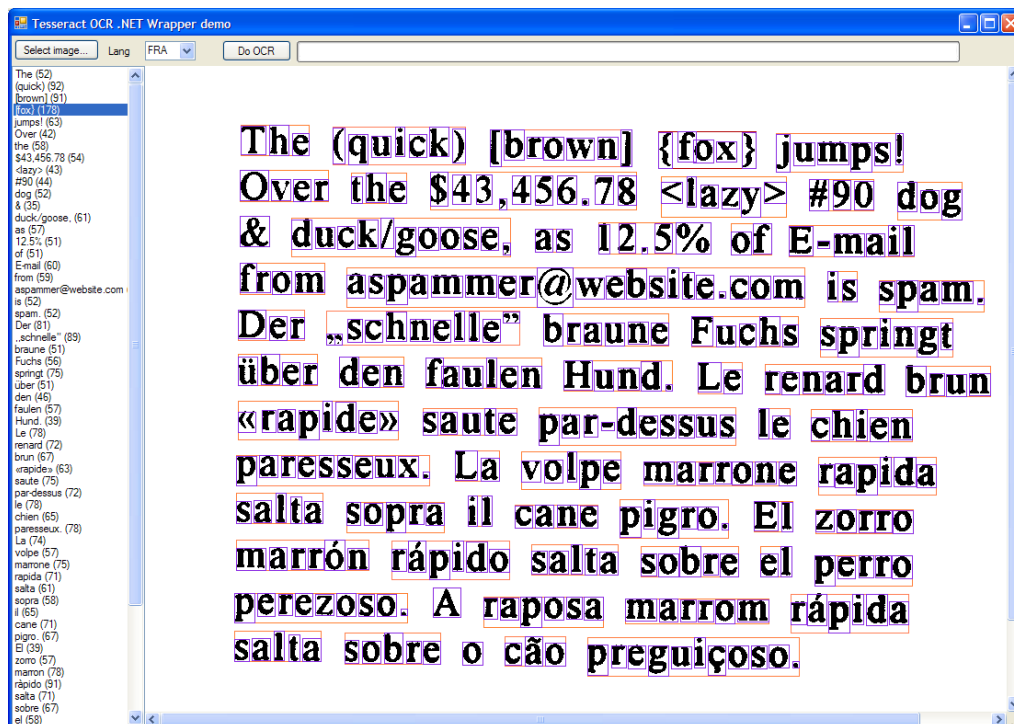 Tesseract OCR .NET Wrapper demo
Select image... Lang FRA Do OCR
The (52)
(quick) (92)
[brown] (91)
{fox} (178)
jumps! (63)
Over (42)
the (58)
$43,456.78 (54)
<lazy> (43)
#90 (44)
dog (52)
& (35)
duck/goose, (61)
as (57)
12.5% (51)
of (51)
E-mail (60)
from (59)
aspammer@website.com
is (52)
spam. (52)
Der (81)
„schnelle" (89)
braune (51)
Fuchs (56)
springt (75)
über (51)
den (46)
faulen (57)
Hund. (39)
Le (78)
renard (72)
brun (67)
«rapide» (63)
saute (75)
par-dessus (72)
le (78)
chien (65)
paresseux. (78)
La (74)
volpe (57)
marrone (75)
rapida (71)
salta (61)
sopra (58)
il (65)
cane (71)
pigro. (67)
El (39)
zorro (57)
marron (78)
ràpido (91)
salta (71)
sobre (67)
el (58)
The (quick) [brown] {fox} jumps!
Over the $43,456.78 <lazy> #90 dog
& duck/goose, as 12.5% of E-mail
from aspammer@website.com is spam.
Der „schnelle” braune Fuchs springt
über den faulen Hund. Le renard brun
«rapide» saute par-dessus le chien
paresseux. La volpe marrone rapida
salta sopra il cane pigro. El zorro
marrón rápido salta sobre el perro
perezoso. A raposa marrom rápida
salta sobre o cão preguiçoso.